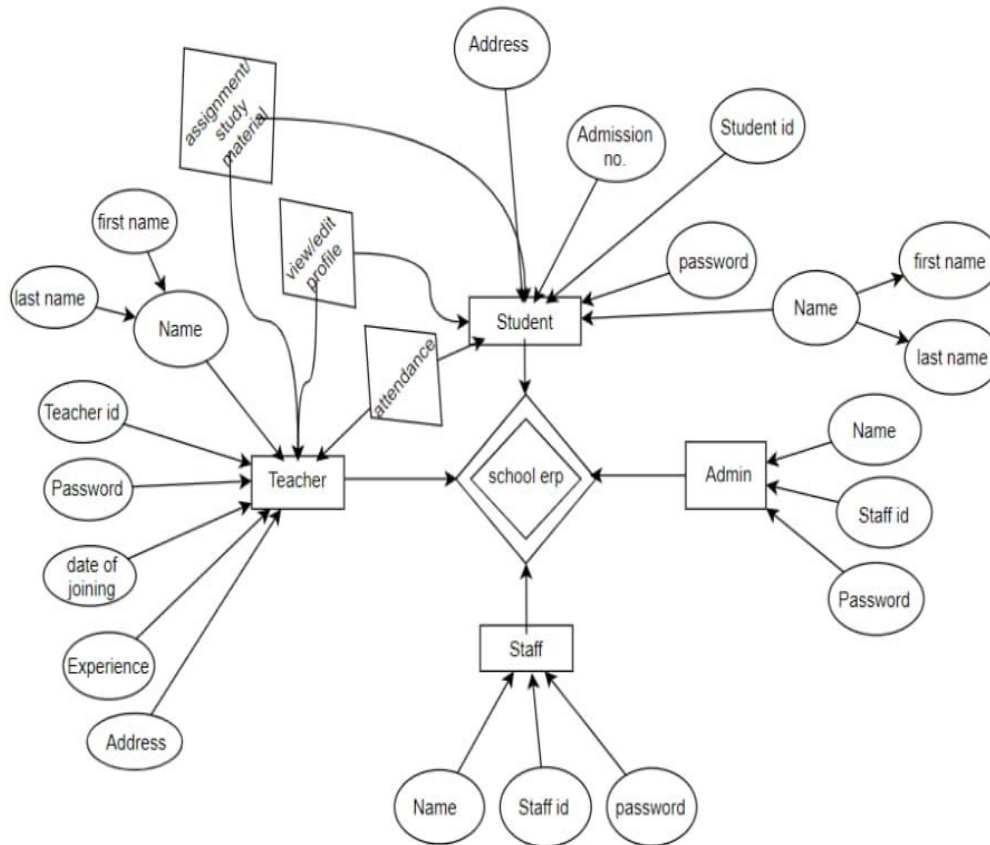 Address
assignment/
study
material
Admission
no.
Student id
first name
view/edit
profile
password
first name
last name
Name
Name
Student
last name
attendance
Teacher id
Name
Teacher
school erp
Admin
Password
Staff id
date of
joining
Password
Staff
Experience
Address
Name
Staff id
password